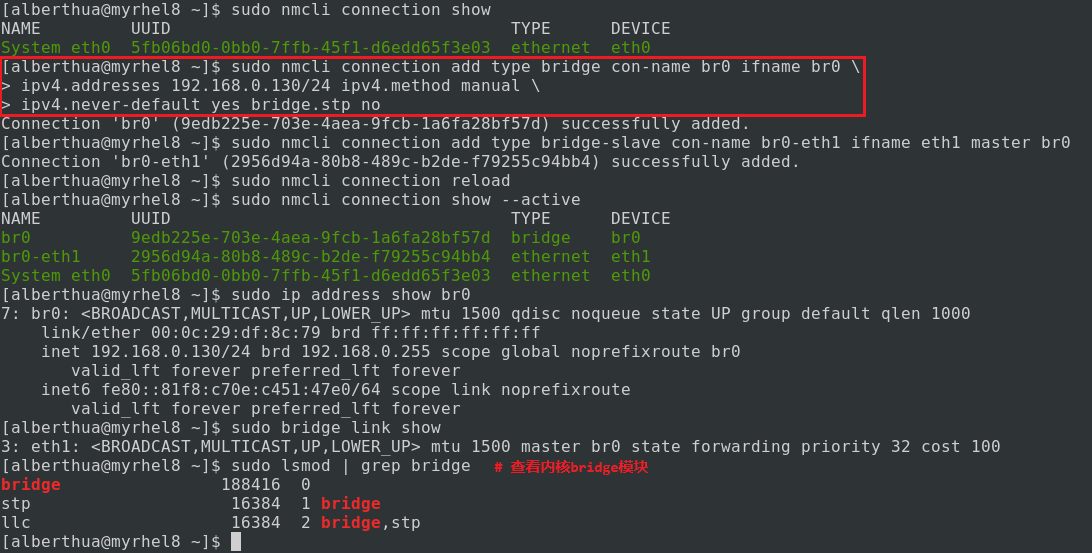 [alberthua@myrhel8 ~]$ sudo nmcli connection show
NAME         UUID                                  TYPE      DEVICE
System eth0  5fb06bd0-0bb0-7ffb-45f1-d6edd65f3e03  ethernet  eth0
[alberthua@myrhel8 ~]$ sudo nmcli connection add type bridge con-name br0 ifname br0 \
> ipv4.addresses 192.168.0.130/24 ipv4.method manual \
> ipv4.never-default yes bridge.stp no
Connection 'br0' (9edb225e-703e-4aea-9fcb-1a6fa28bf57d) successfully added.
[alberthua@myrhel8 ~]$ sudo nmcli connection add type bridge-slave con-name br0-eth1 ifname eth1 master br0
Connection 'br0-eth1' (2956d94a-80b8-489c-b2de-f79255c94bb4) successfully added.
[alberthua@myrhel8 ~]$ sudo nmcli connection reload
[alberthua@myrhel8 ~]$ sudo nmcli connection show --active
NAME         UUID                                  TYPE      DEVICE
br0          9edb225e-703e-4aea-9fcb-1a6fa28bf57d  bridge    br0
br0-eth1     2956d94a-80b8-489c-b2de-f79255c94bb4  ethernet  eth1
System eth0  5fb06bd0-0bb0-7ffb-45f1-d6edd65f3e03  ethernet  eth0
[alberthua@myrhel8 ~]$ sudo ip address show br0
7: br0: <BROADCAST,MULTICAST,UP,LOWER_UP> mtu 1500 qdisc noqueue state UP group default qlen 1000
    link/ether 00:0c:29:df:8c:79 brd ff:ff:ff:ff:ff:ff
    inet 192.168.0.130/24 brd 192.168.0.255 scope global noprefixroute br0
       valid_lft forever preferred_lft forever
    inet6 fe80::81f8:c70e:c451:47e0/64 scope link noprefixroute
       valid_lft forever preferred_lft forever
[alberthua@myrhel8 ~]$ sudo bridge link show
3: eth1: <BROADCAST,MULTICAST,UP,LOWER_UP> mtu 1500 master br0 state forwarding priority 32 cost 100
[alberthua@myrhel8 ~]$ sudo lsmod | grep bridge  # 查看内核bridge模块
bridge                188416  0
stp                    16384  1 bridge
llc                    16384  2 bridge,stp
[alberthua@myrhel8 ~]$